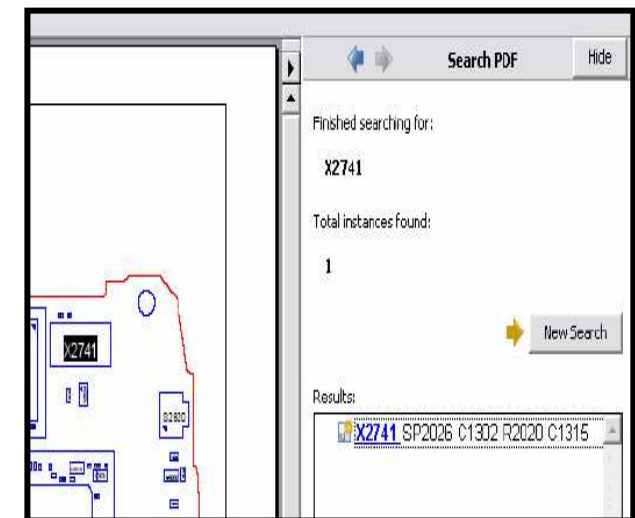 Search PDF
Hide
Finished searching for:
X2741
Total instances found:
1
New Search
Results:
X2741 SP2026 C1302 R2020 C1315
X2741